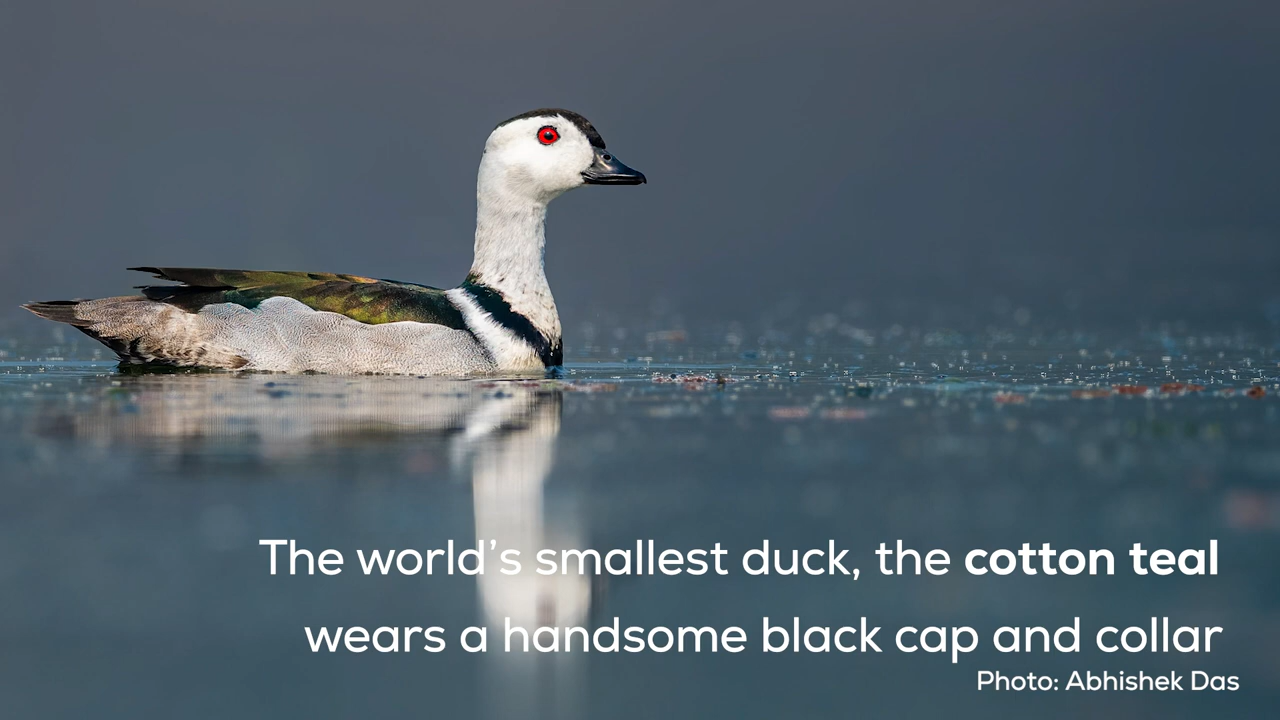 The world’s smallest duck, the cotton teal
wears a handsome black cap and collar
Photo: Abhishek Das